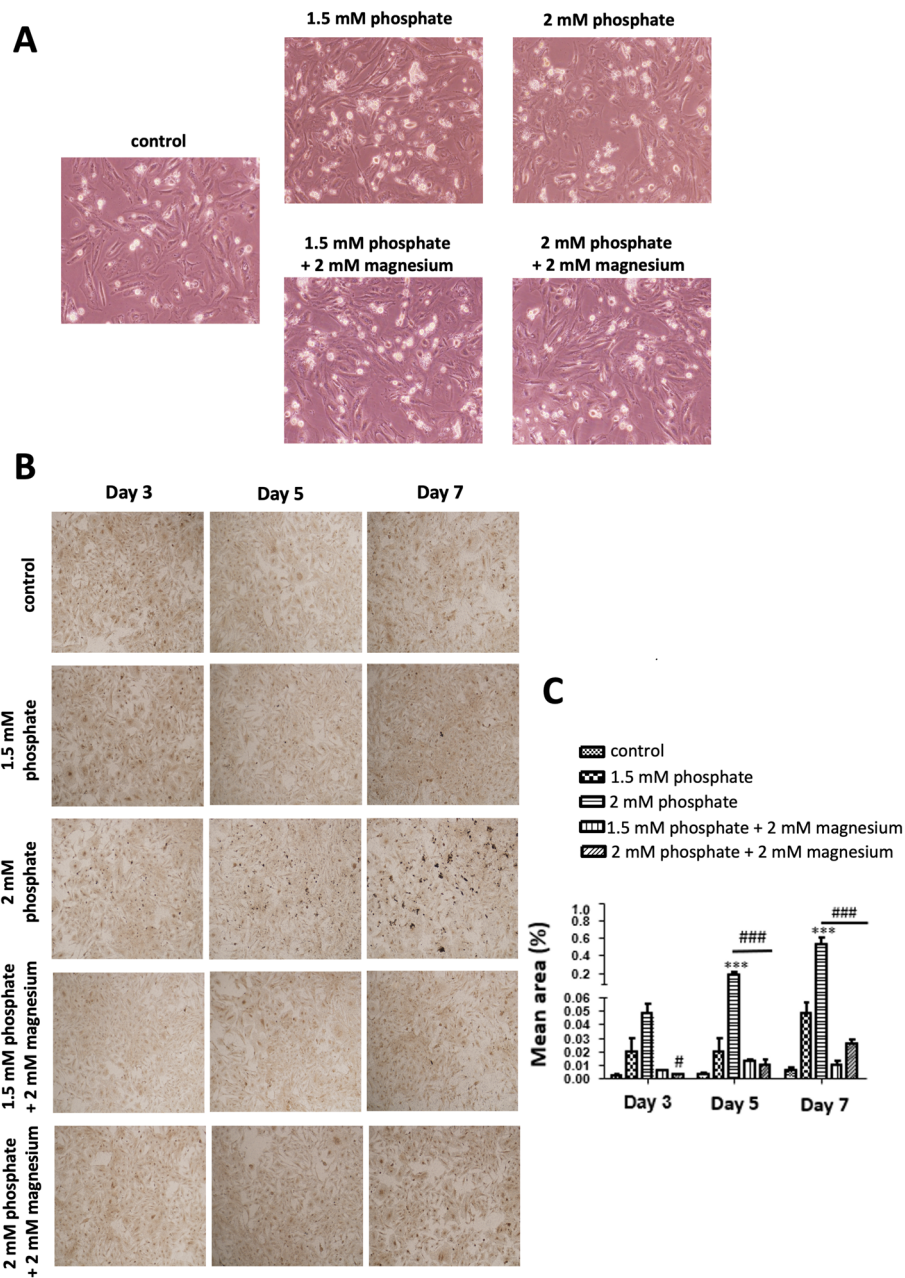 A
control
1.5 mM phosphate
2 mM phosphate
1.5 mM phosphate
+ 2 mM magnesium
2 mM phosphate
+ 2 mM magnesium
B
Day 3
Day 5
Day 7
control
1.5 mM
phosphate
2 mM
phosphate
1.5 mM phosphate
+ 2 mM magnesium
2 mM phosphate
+ 2 mM magnesium
C
control
1.5 mM phosphate
2 mM phosphate
1.5 mM phosphate + 2 mM magnesium
2 mM phosphate + 2 mM magnesium
Mean area (%)
1.0
0.8
0.6
0.4
0.2
0.06
0.05
0.04
0.03
0.02
0.01
0.00
#
***
###
***
###
Day 3
Day 5
Day 7